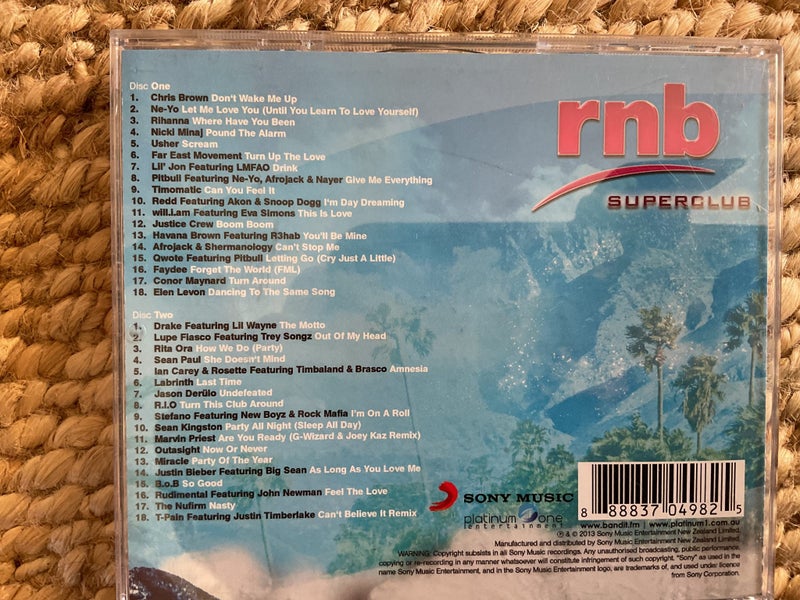 Disc One
1. Chris Brown Don't Wake Me Up
2. Ne-Yo Let Me Love You (Until You Learn To Love Yourself)
3. Rihanna Where Have You Been
4. Nicki Minaj Pound The Alarm
5. Usher Scream
6. Far East Movement Turn Up The Love
7. Lil' Jon Featuring LMFAO Drink
8. Pitbull Featuring Ne-Yo, Afrojack & Nayer Give Me Everything
9. Timomatic Can You Feel It
10. Redd Featuring Akon & Snoop Dogg I'm Day Dreaming
11. will.i.am Featuring Eva Simons This Is Love
12. Justice Crew Boom Boom
13. Havana Brown Featuring R3hab You'll Be Mine
14. Afrojack & Shermanology Can't Stop Me
15. Qwote Featuring Pitbull Letting Go (Cry Just A Little)
16. Faydee Forget The World (FML)
17. Conor Maynard Turn Around
18. Elen Levon Dancing To The Same Song
Disc Two
1. Drake Featuring Lil Wayne The Motto
2. Lupe Fiasco Featuring Trey Songz Out Of My Head
3. Rita Ora How We Do (Party)
4. Sean Paul She Doesn't Mind
5. Ian Carey & Rosette Featuring Timbaland & Brasco Amnesia
6. Labrinth Last Time
7. Jason Derülo Undefeated
8. R.I.O Turn This Club Around
9. Stefano Featuring New Boyz & Rock Mafia I'm On A Roll
10. Sean Kingston Party All Night (Sleep All Day)
11. Marvin Priest Are You Ready (G-Wizard & Joey Kaz Remix)
12. Outasight Now Or Never
13. Miracle Party Of The Year
14. Justin Bieber Featuring Big Sean As Long As You Love Me
15. B.o.B So Good
16. Rudimental Featuring John Newman Feel The Love
17. The Nufirm Nasty
18. T-Pain Featuring Justin Timberlake Can't Believe It Remix
rnb
SUPERCLUB
SONY MUSIC
platinum one
entertainment
8 88837 04982 5
www.bandit.fm | www.platinum1.com.au
℗ & © 2013 Sony Music Entertainment New Zealand Limited.
Manufactured and distributed by Sony Music Entertainment New Zealand Limited.
WARNING: Copyright subsists in all Sony Music recordings. Any unauthorised broadcasting, public performance,
copying or re-recording in any manner whatsoever will constitute infringement of such copyright. "Sony" as used in the
name Sony Music Entertainment, and in the Sony Music Entertainment logo, are trademarks of, and used under licence
from Sony Corporation.